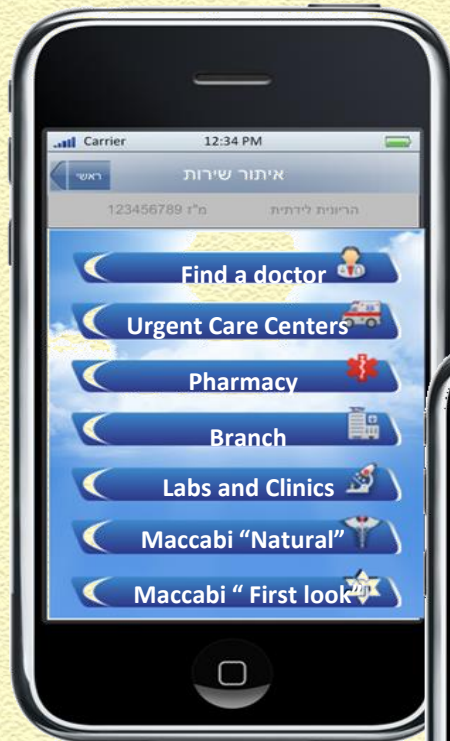 Carrier 12:34 PM
ראשי איתור שירות
הריונית לידתית מ"ז 123456789
Find a doctor
Urgent Care Centers
Pharmacy
Branch
Labs and Clinics
Maccabi “Natural”
Maccabi “ First look”